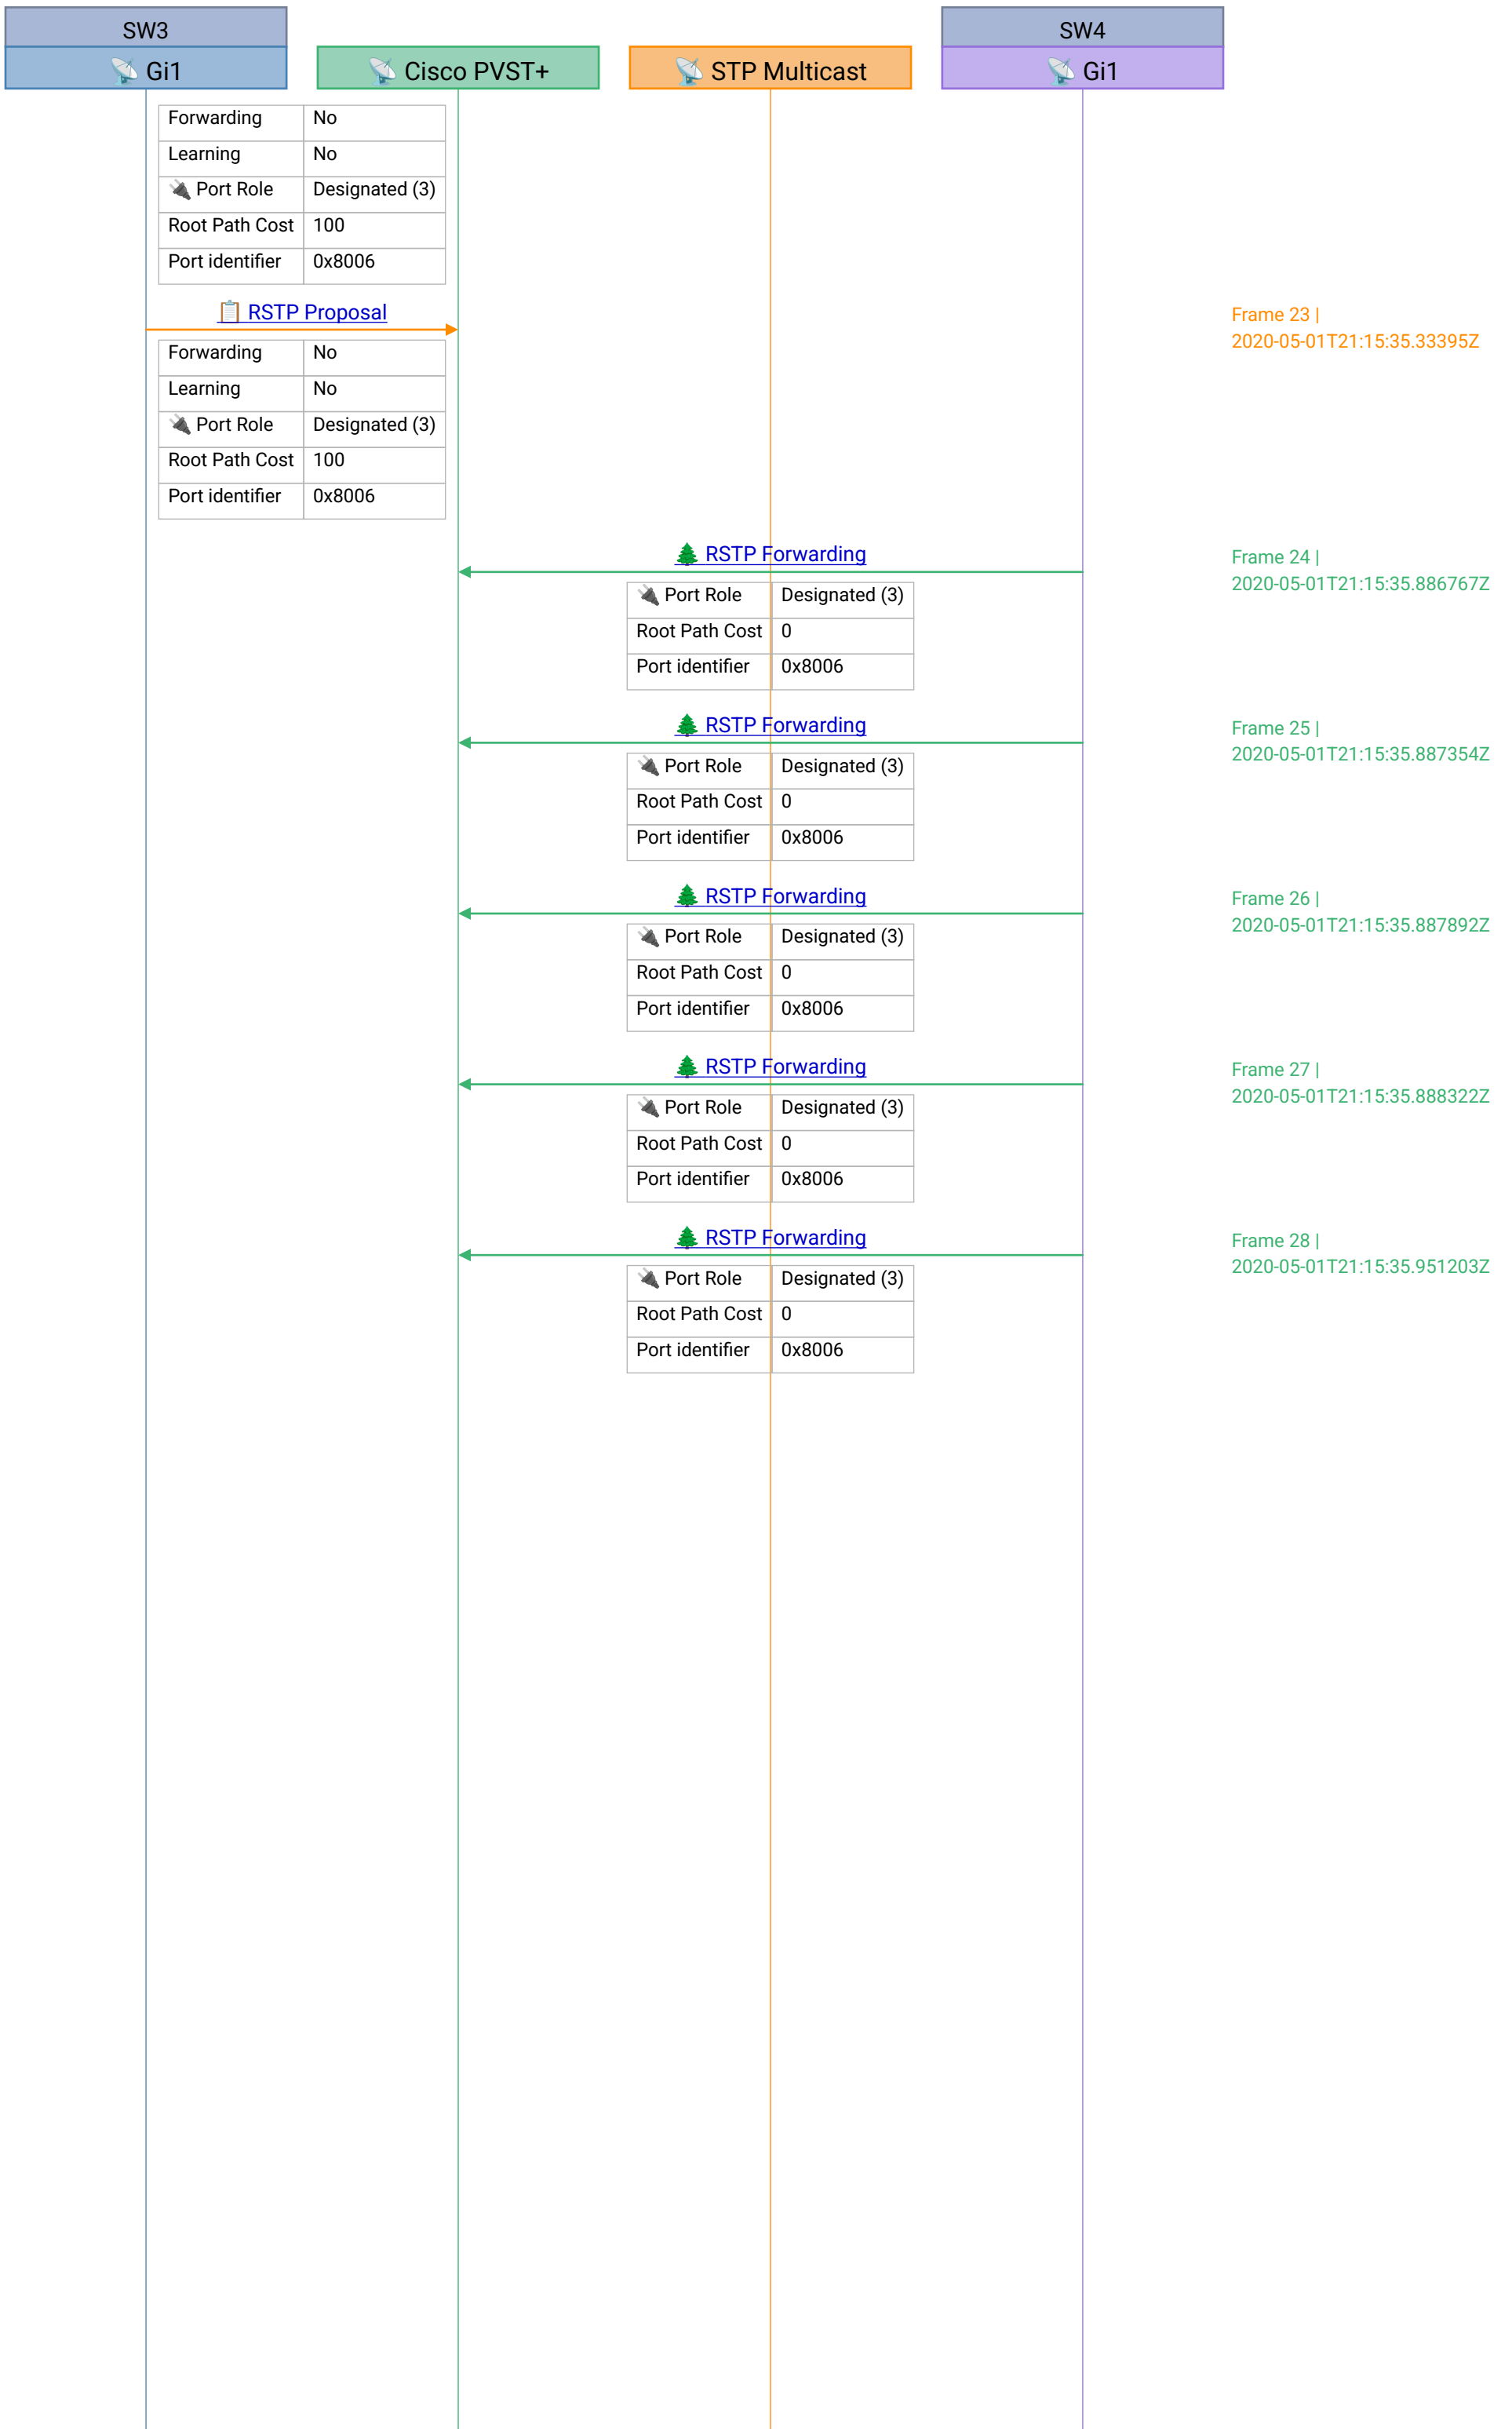 SW3
SW4
📡 Gi1
📡 Cisco PVST+
📡 STP Multicast
📡 Gi1
Forwarding No
Learning No
🔌 Port Role Designated (3)
Root Path Cost 100
Port identifier 0x8006
📋 RSTP Proposal
Frame 23 |
2020-05-01T21:15:35.33395Z
Forwarding No
Learning No
🔌 Port Role Designated (3)
Root Path Cost 100
Port identifier 0x8006
🌲 RSTP Forwarding
Frame 24 |
2020-05-01T21:15:35.886767Z
🔌 Port Role Designated (3)
Root Path Cost 0
Port identifier 0x8006
🌲 RSTP Forwarding
Frame 25 |
2020-05-01T21:15:35.887354Z
🔌 Port Role Designated (3)
Root Path Cost 0
Port identifier 0x8006
🌲 RSTP Forwarding
Frame 26 |
2020-05-01T21:15:35.887892Z
🔌 Port Role Designated (3)
Root Path Cost 0
Port identifier 0x8006
🌲 RSTP Forwarding
Frame 27 |
2020-05-01T21:15:35.888322Z
🔌 Port Role Designated (3)
Root Path Cost 0
Port identifier 0x8006
🌲 RSTP Forwarding
Frame 28 |
2020-05-01T21:15:35.951203Z
🔌 Port Role Designated (3)
Root Path Cost 0
Port identifier 0x8006